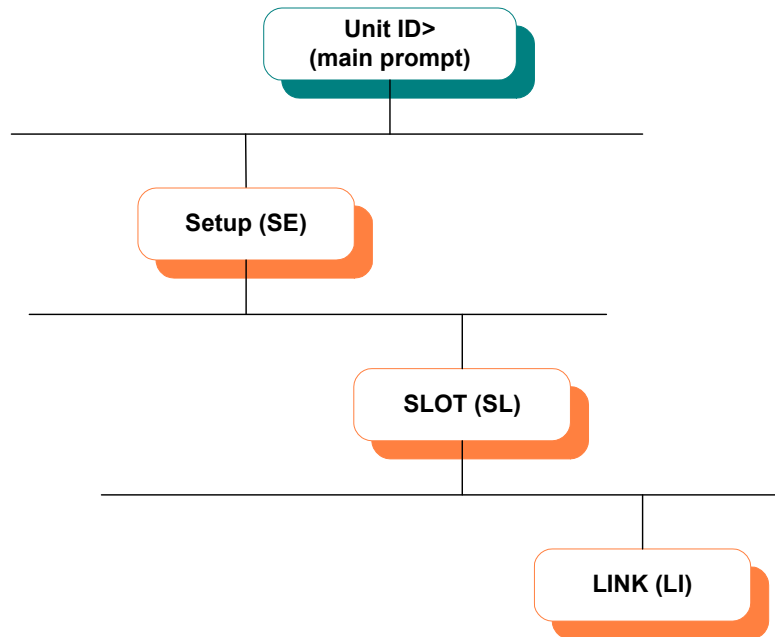 Unit ID>
(main prompt)
Setup (SE)
SLOT (SL)
LINK (LI)